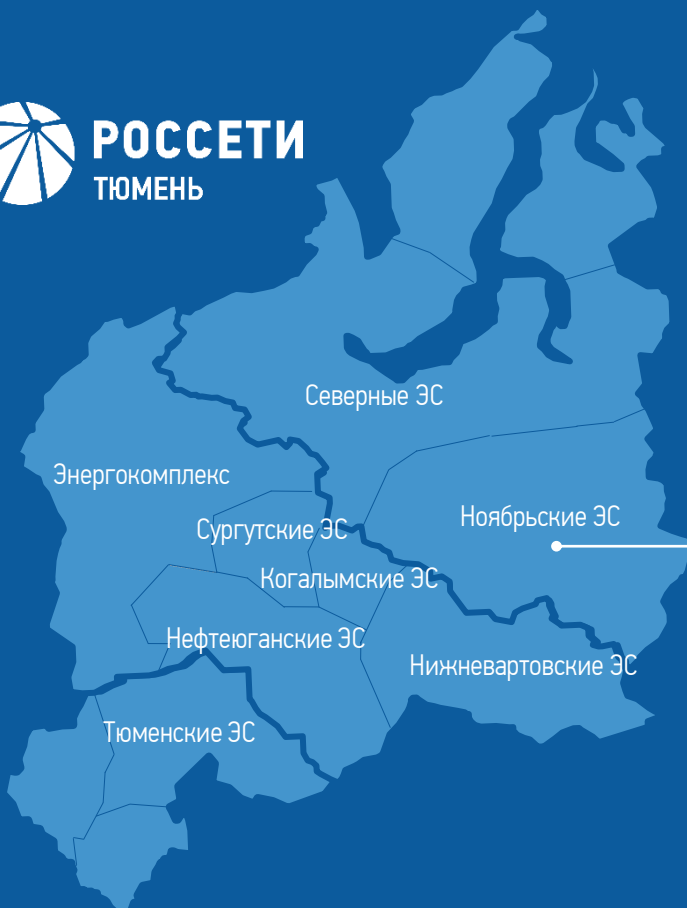 РОССЕТИ
ТЮМЕНЬ
Северные ЭС
Энергокомплекс
Ноябрьские ЭС
Сургутские ЭС
Когалымские ЭС
Нефтеюганские ЭС
Нижневартовские ЭС
Тюменские ЭС